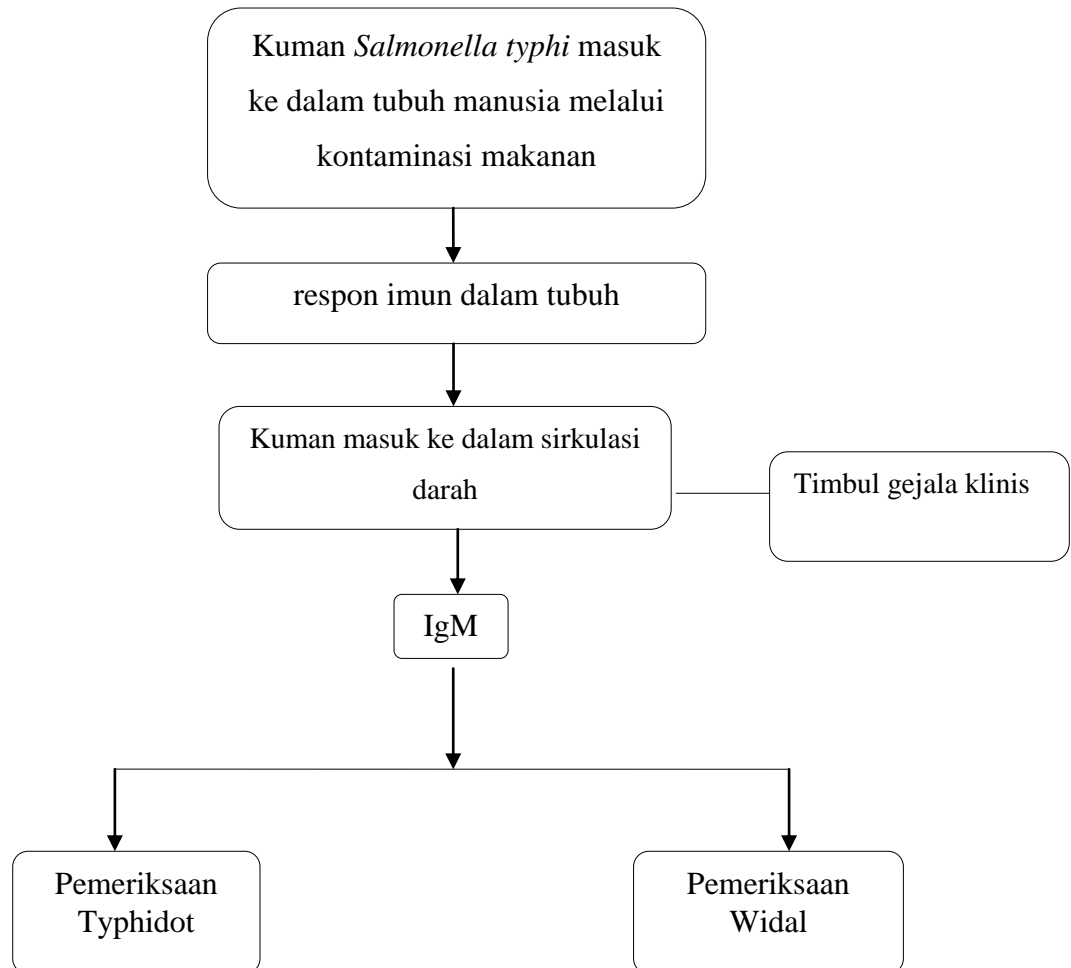 Kuman Salmonella typhi masuk
ke dalam tubuh manusia melalui
kontaminasi makanan
respon imun dalam tubuh
Kuman masuk ke dalam sirkulasi
darah
Timbul gejala klinis
IgM
Pemeriksaan
Typhidot
Pemeriksaan
Widal